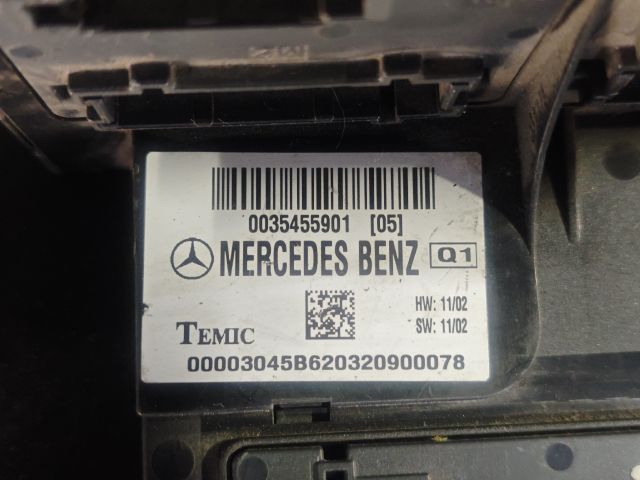 0035455901 [05]
MERCEDES BENZ Q1
HW: 11/02
SW: 11/02
TEMIC
00003045B620320900078